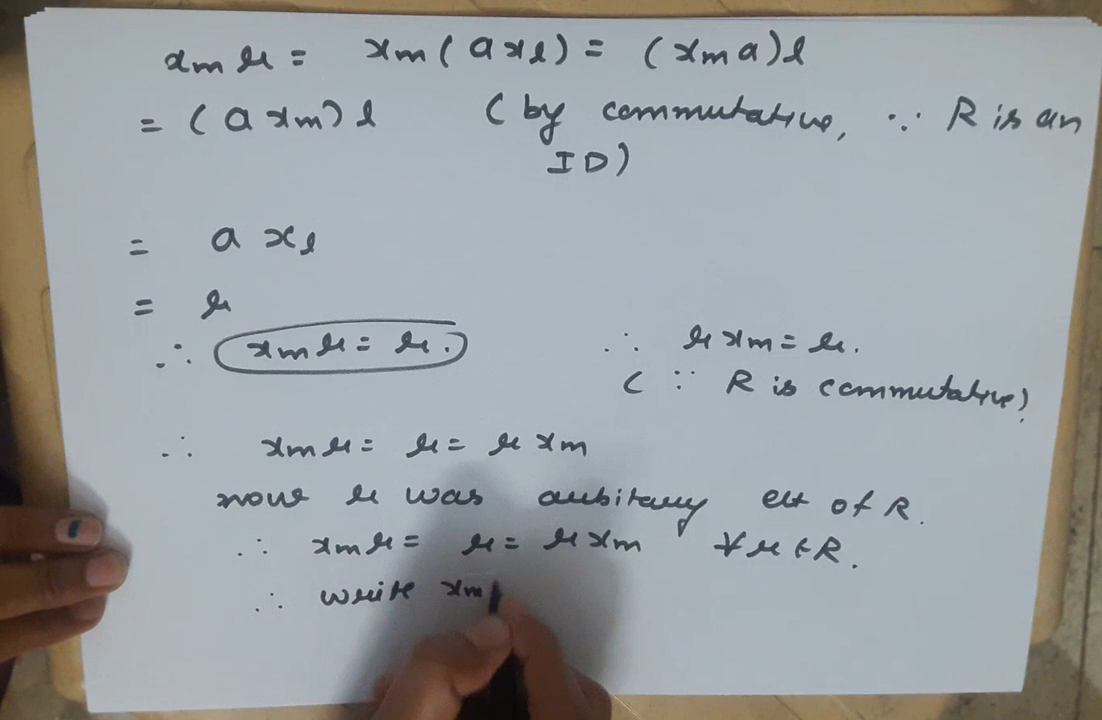 xm r = xm ( a xl ) = ( xm a ) l
= ( a xm ) l ( by commutative, ∵ R is an
ID )
= a xl
= r
∴ xm r = r .
∴ r xm = r .
( ∵ R is commutative )
∴ xm r = r = r xm
now r was arbitary elt of R .
∴ xm r = r = r xm ∀ r ∈ R .
∴ write xm